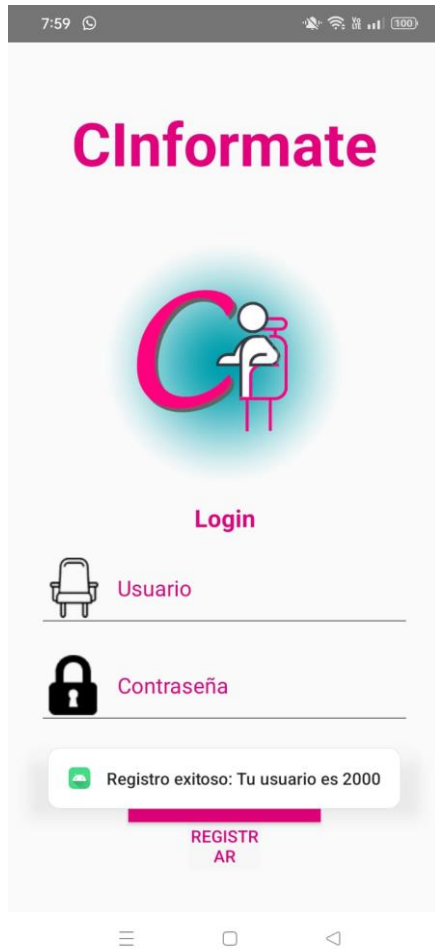 7:59
100
CInformate
C
Login
Usuario
Contraseña
Registro exitoso: Tu usuario es 2000
REGISTR
AR